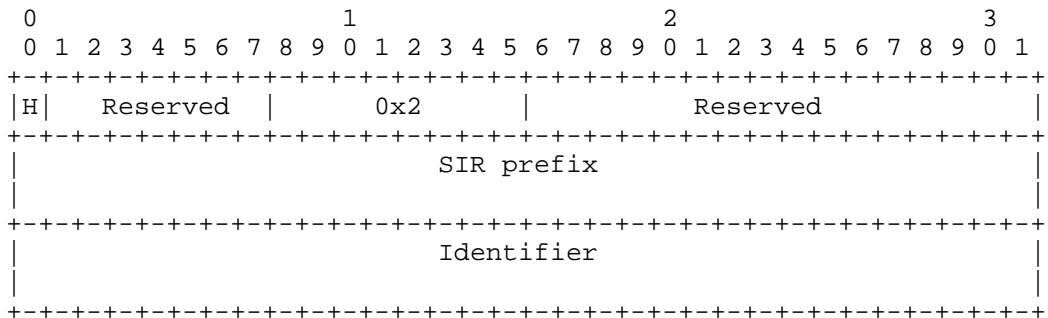 0                   1                   2                   3
 0 1 2 3 4 5 6 7 8 9 0 1 2 3 4 5 6 7 8 9 0 1 2 3 4 5 6 7 8 9 0 1
+-+-+-+-+-+-+-+-+-+-+-+-+-+-+-+-+-+-+-+-+-+-+-+-+-+-+-+-+-+-+-+-+
|H|   Reserved  |      0x2      |          Reserved             |
+-+-+-+-+-+-+-+-+-+-+-+-+-+-+-+-+-+-+-+-+-+-+-+-+-+-+-+-+-+-+-+-+
|                          SIR prefix                           |
|                                                               |
+-+-+-+-+-+-+-+-+-+-+-+-+-+-+-+-+-+-+-+-+-+-+-+-+-+-+-+-+-+-+-+-+
|                          Identifier                           |
|                                                               |
+-+-+-+-+-+-+-+-+-+-+-+-+-+-+-+-+-+-+-+-+-+-+-+-+-+-+-+-+-+-+-+-+